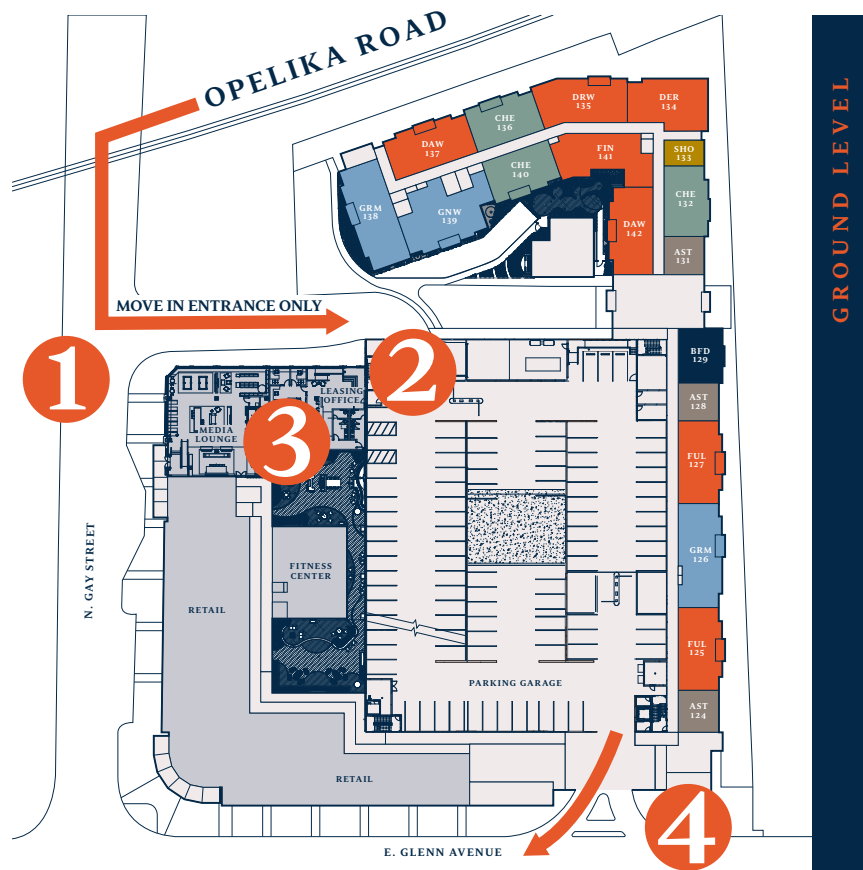 OPELIKA ROAD
GROUND LEVEL
DRW
135
DER
134
CHE
136
DAW
137
FIN
141
SHO
133
CHE
140
CHE
132
GRM
138
GNW
139
DAW
142
AST
131
MOVE IN ENTRANCE ONLY
1
2
BFD
129
LEASING
OFFICE
AST
128
MEDIA
LOUNGE
3
FUL
127
N. GAY STREET
GRM
126
FITNESS
CENTER
RETAIL
FUL
125
PARKING GARAGE
AST
124
RETAIL
4
E. GLENN AVENUE